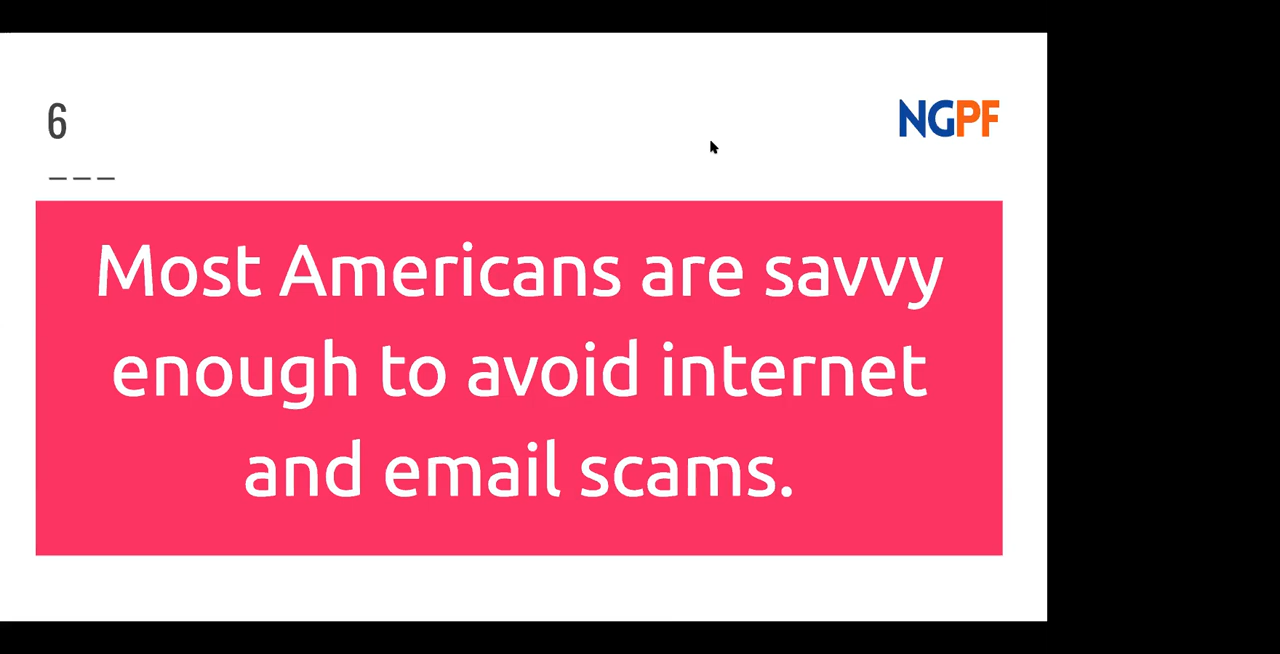 6
NGPF
Most Americans are savvy
enough to avoid internet
and email scams.